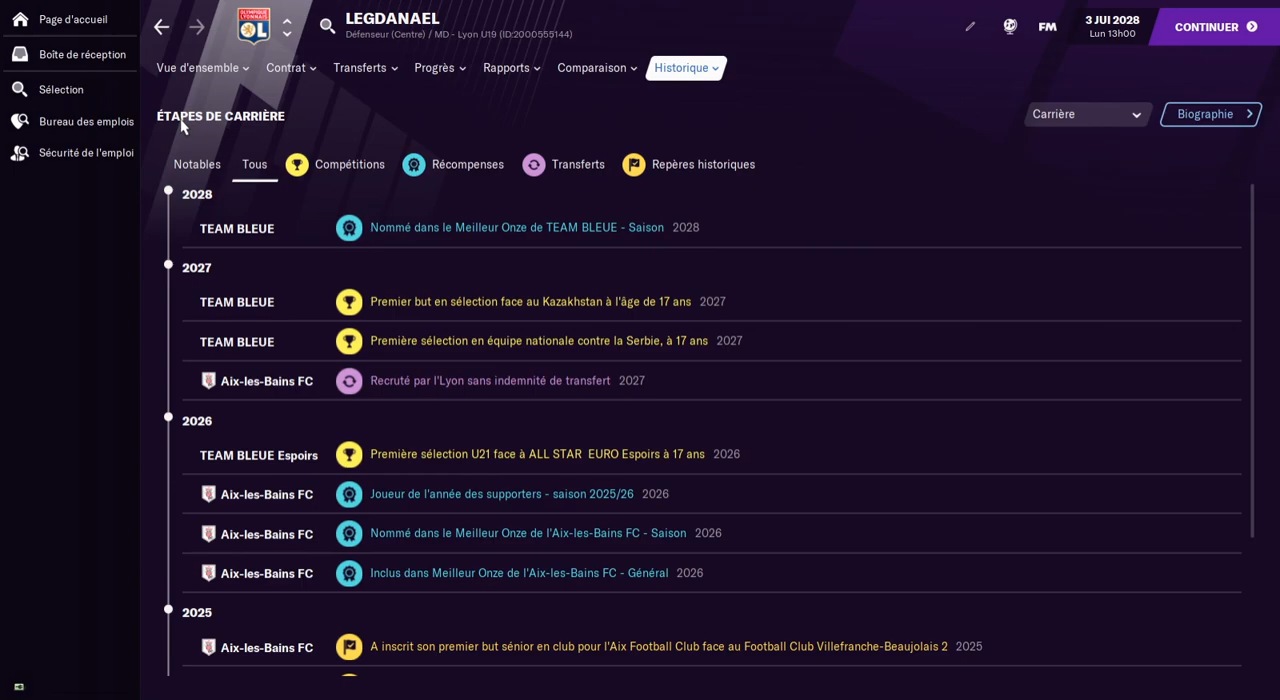 Page d'accueil
Boîte de réception
Sélection
Bureau des emplois
Sécurité de l'emploi
OLYMPIQUE LYONNAIS
OL
LEGDANAEL
Défenseur (Centre) / MD - Lyon U19 (ID:2000555144)
FM
3 JUI 2028
Lun 13h00
CONTINUER
Vue d'ensemble
Contrat
Transferts
Progrès
Rapports
Comparaison
Historique
ÉTAPES DE CARRIÈRE
Carrière
Biographie
Notables
Tous
Compétitions
Récompenses
Transferts
Repères historiques
2028
TEAM BLEUE Nommé dans le Meilleur Onze de TEAM BLEUE - Saison 2028
2027
TEAM BLEUE Premier but en sélection face au Kazakhstan à l'âge de 17 ans 2027
TEAM BLEUE Première sélection en équipe nationale contre la Serbie, à 17 ans 2027
Aix-les-Bains FC Recruté par l'Lyon sans indemnité de transfert 2027
2026
TEAM BLEUE Espoirs Première sélection U21 face à ALL STAR EURO Espoirs à 17 ans 2026
Aix-les-Bains FC Joueur de l'année des supporters - saison 2025/26 2026
Aix-les-Bains FC Nommé dans le Meilleur Onze de l'Aix-les-Bains FC - Saison 2026
Aix-les-Bains FC Inclus dans Meilleur Onze de l'Aix-les-Bains FC - Général 2026
2025
Aix-les-Bains FC A inscrit son premier but sénior en club pour l'Aix Football Club face au Football Club Villefranche-Beaujolais 2 2025